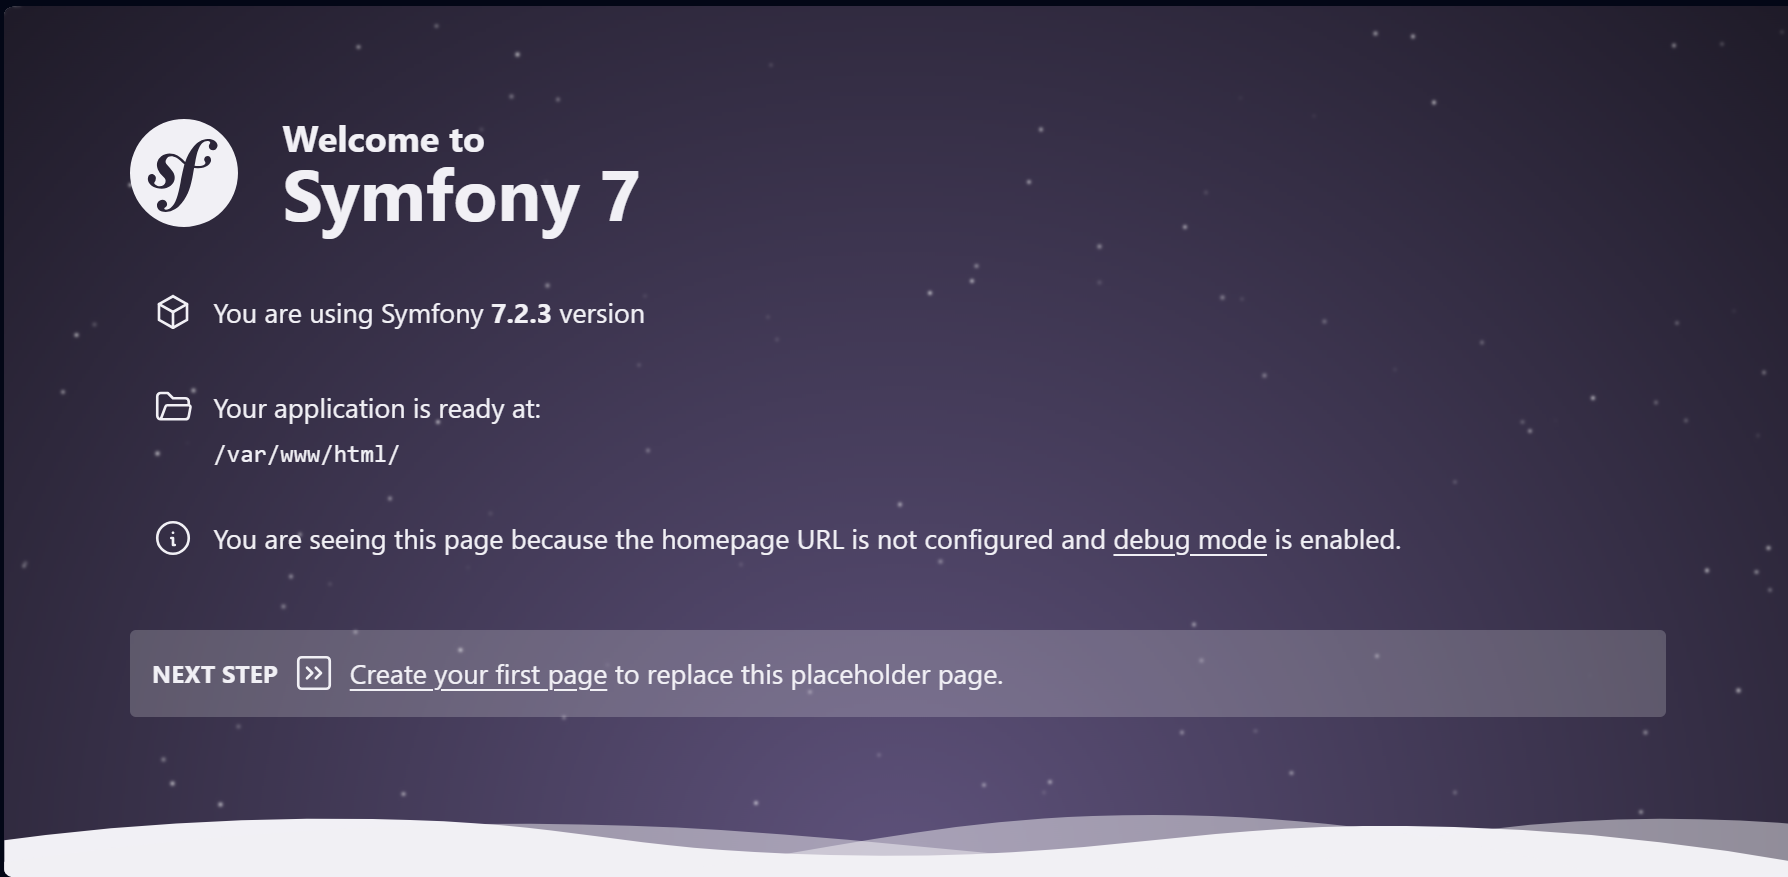 sf
Welcome to
Symfony 7
You are using Symfony 7.2.3 version
Your application is ready at:
/var/www/html/
You are seeing this page because the homepage URL is not configured and debug mode is enabled.
NEXT STEP Create your first page to replace this placeholder page.